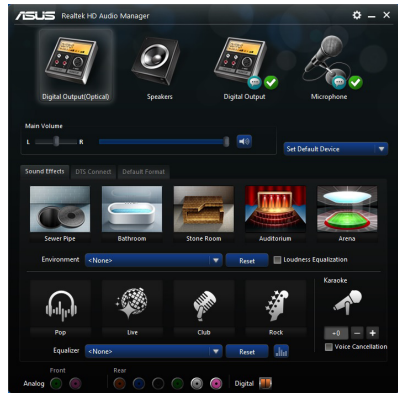 ASUS Realtek HD Audio Manager
Digital Output(Optical) Speakers Digital Output Microphone
Main Volume
L R
Set Default Device
Sound Effects DTS Connect Default Format
Sewer Pipe Bathroom Stone Room Auditorium Arena
Environment <None> Reset Loudness Equalization
Karaoke
Pop Live Club Rock
+0 - +
Equalizer <None> Reset Voice Cancellation
Front Rear
Analog Digital